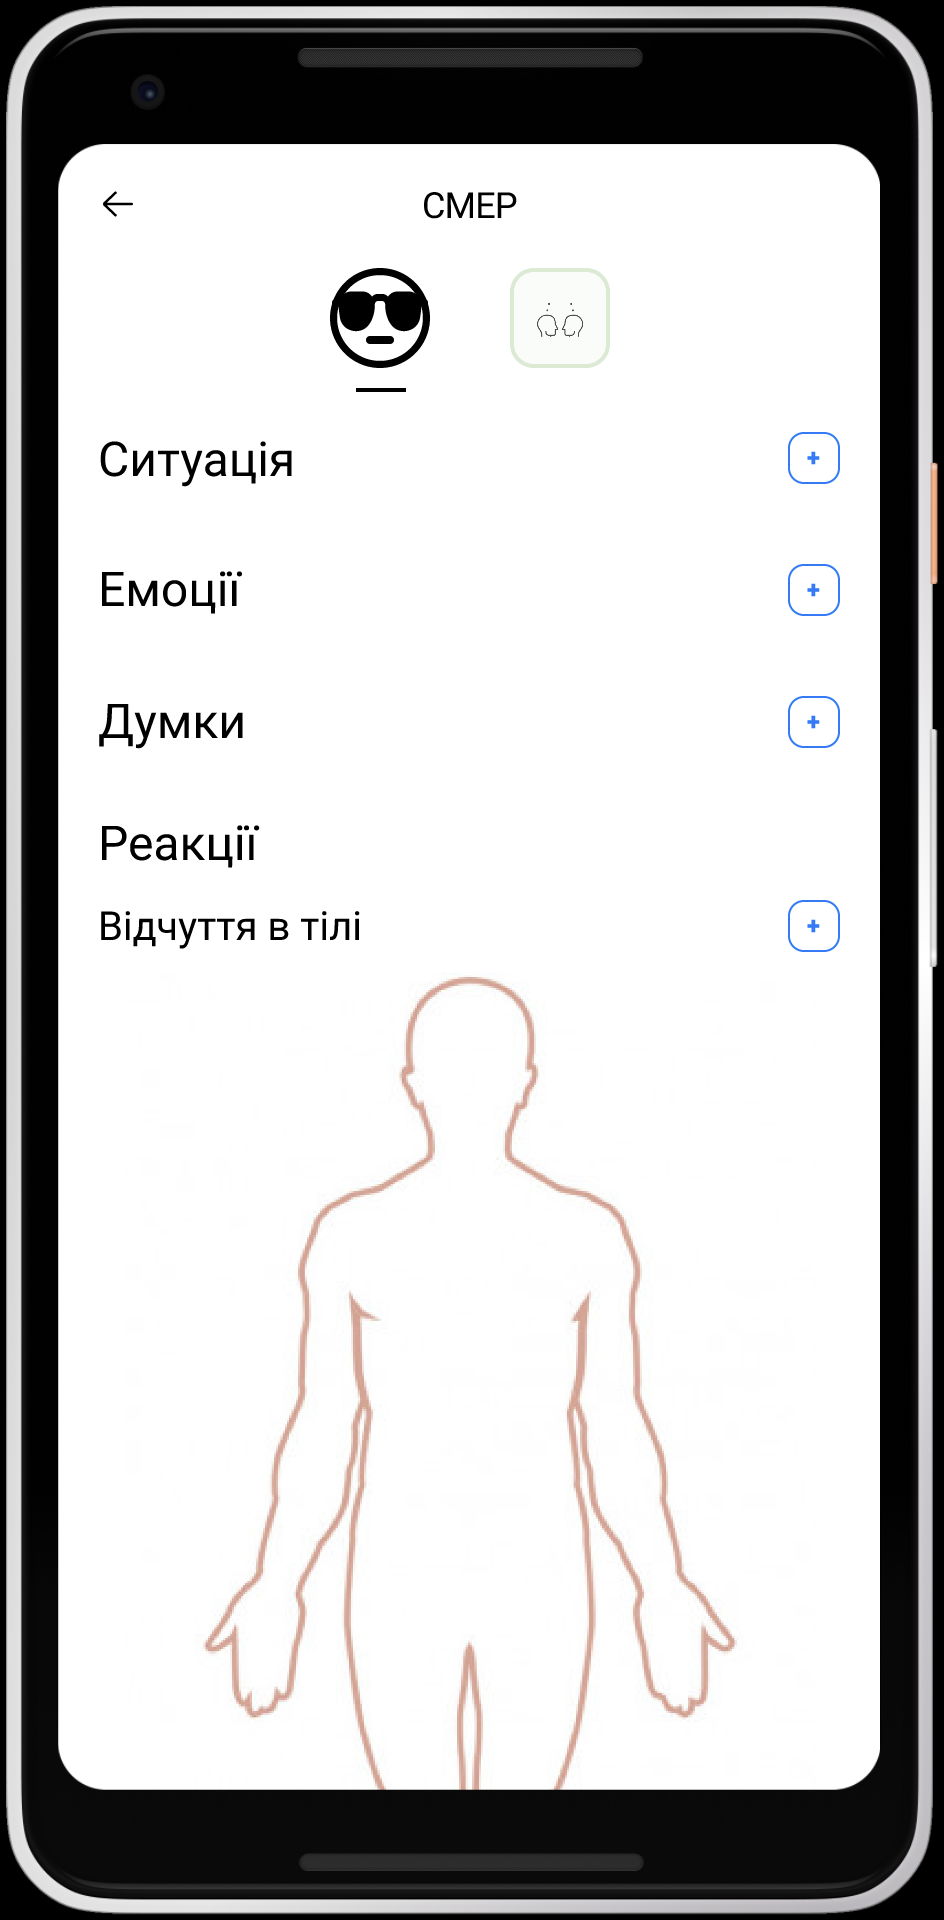 СМЕР
Ситуація
Емоції
Думки
Реакції
Відчуття в тілі